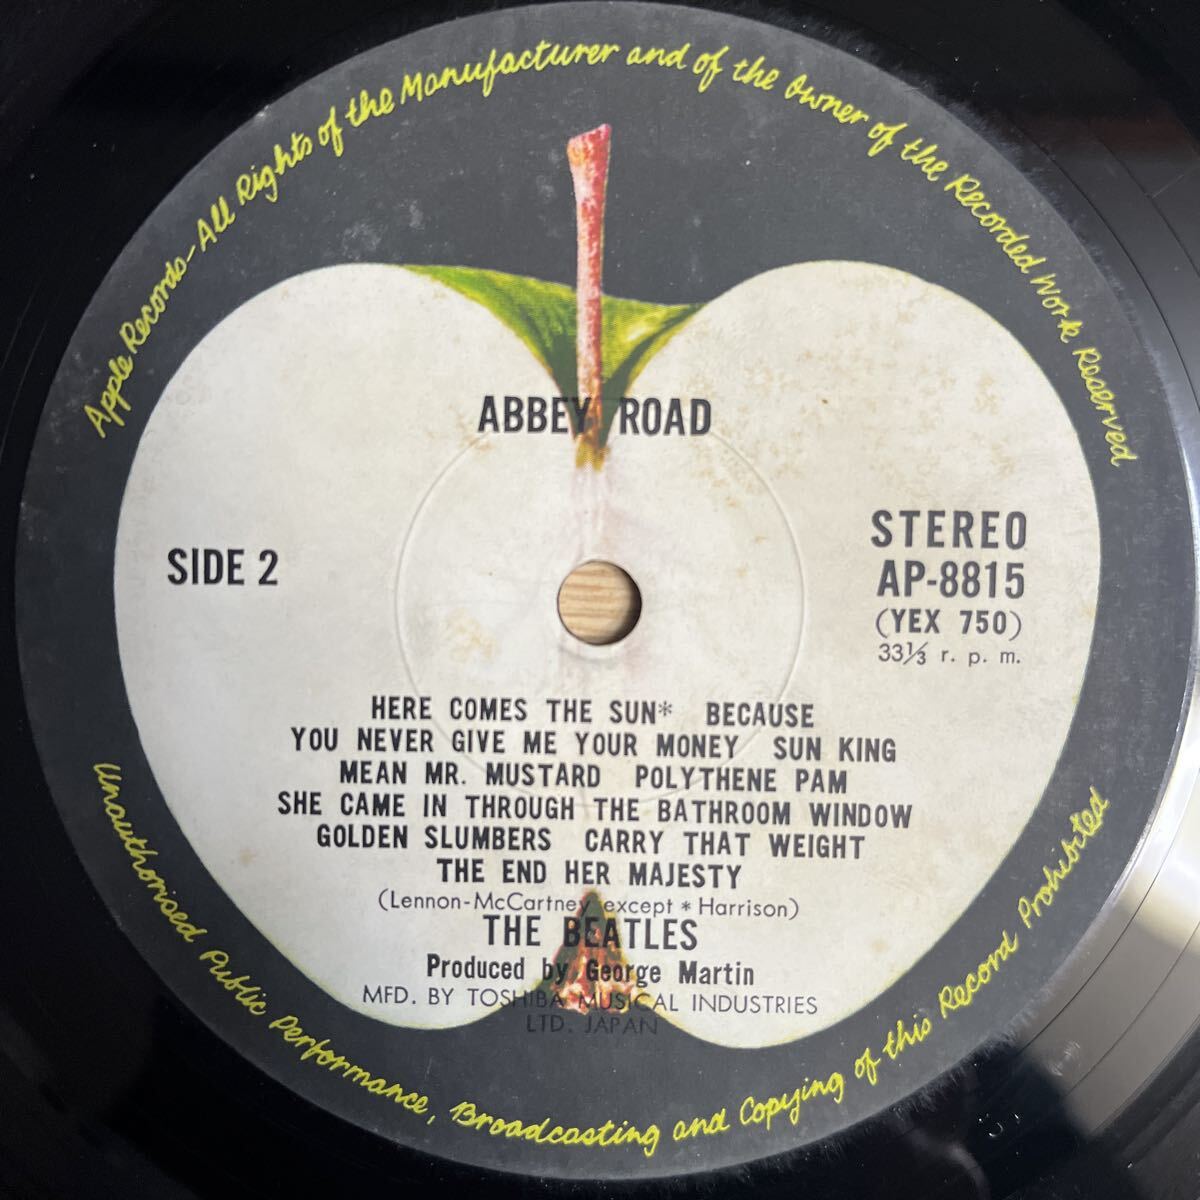 Apple Records-All Rights of the Manufacturer and of the Owner of the Recorded Work Reserved
ABBEY ROAD
SIDE 2
STEREO
AP-8815
(YEX 750)
33⅓ r. p. m.
HERE COMES THE SUN* BECAUSE
YOU NEVER GIVE ME YOUR MONEY SUN KING
MEAN MR. MUSTARD POLYTHENE PAM
SHE CAME IN THROUGH THE BATHROOM WINDOW
GOLDEN SLUMBERS CARRY THAT WEIGHT
THE END HER MAJESTY
(Lennon-McCartney except * Harrison)
THE BEATLES
Produced by George Martin
MFD. BY TOSHIBA MUSICAL INDUSTRIES
LTD. JAPAN
Unauthorised Public Performance, Broadcasting and Copying of this Record Prohibited